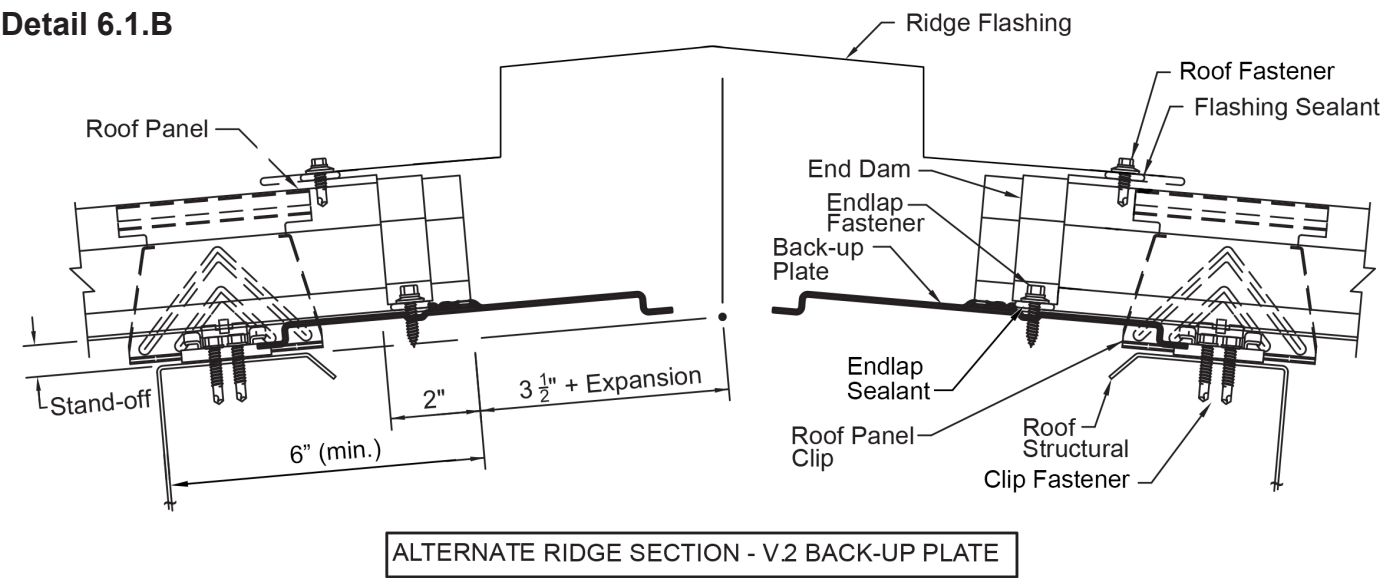 Detail 6.1.B
Ridge Flashing
Roof Fastener
Flashing Sealant
Roof Panel
End Dam
Endlap
Fastener
Back-up
Plate
Endlap
Sealant
Stand-off
2"
3 1/2" + Expansion
6” (min.)
Roof Panel
Clip
Roof
Structural
Clip Fastener
ALTERNATE RIDGE SECTION - V.2 BACK-UP PLATE